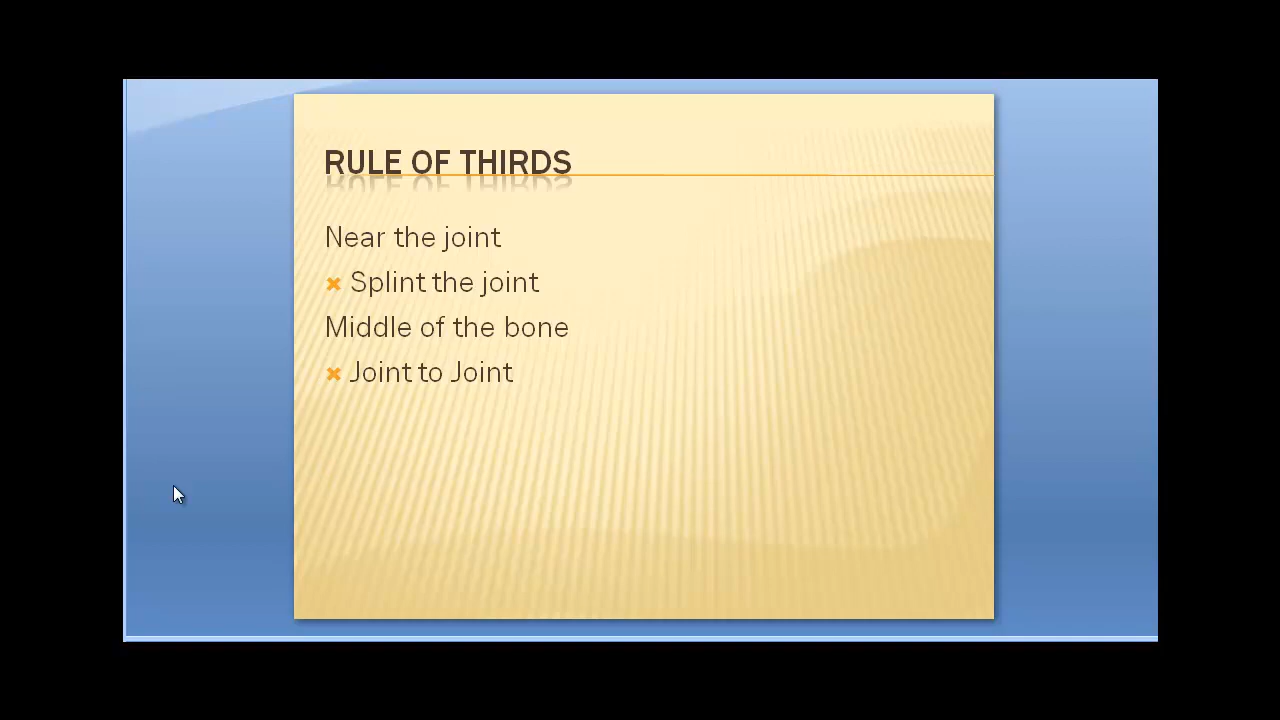 RULE OF THIRDS
Near the joint
Splint the joint
Middle of the bone
Joint to Joint